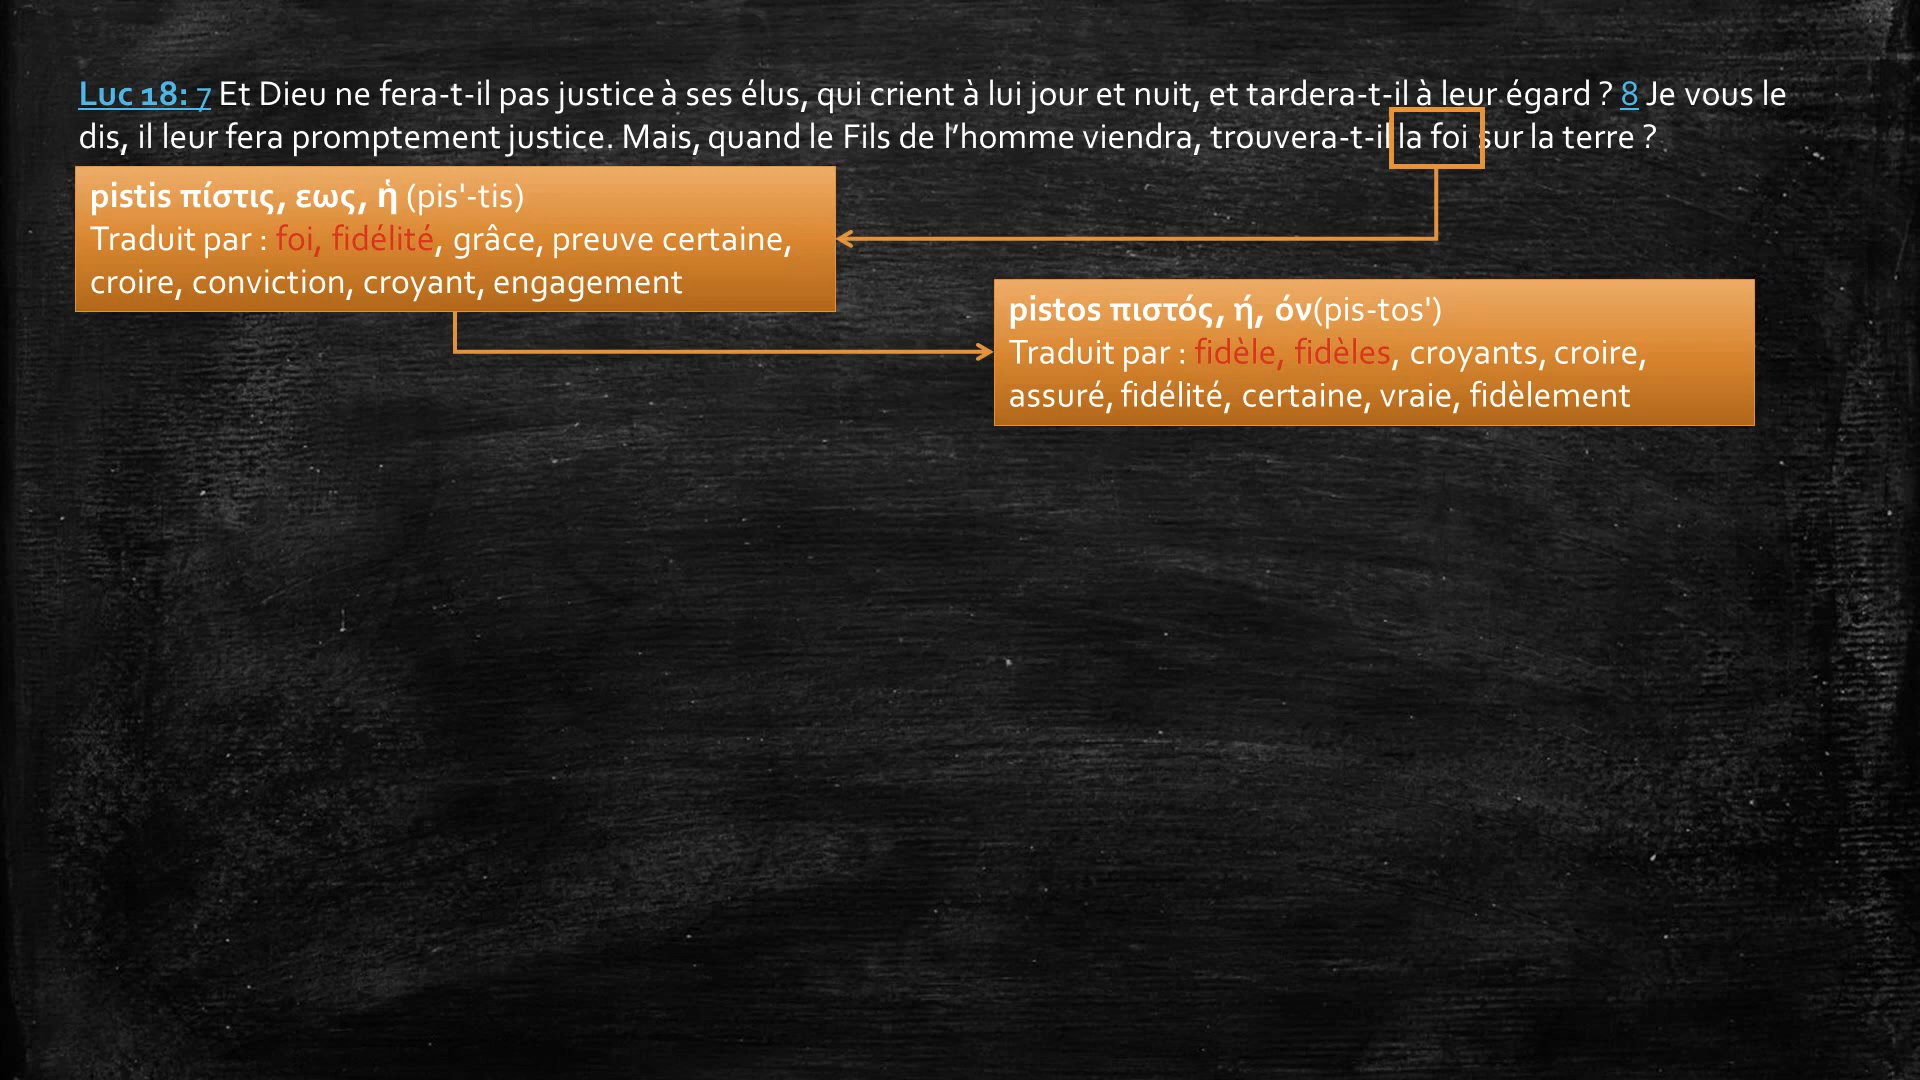 Luc 18: 7 Et Dieu ne fera-t-il pas justice à ses élus, qui crient à lui jour et nuit, et tardera-t-il à leur égard ? 8 Je vous le
dis, il leur fera promptement justice. Mais, quand le Fils de l’homme viendra, trouvera-t-il la foi sur la terre ?
pistis πίστις, εως, ἡ (pis'-tis)
Traduit par : foi, fidélité, grâce, preuve certaine,
croire, conviction, croyant, engagement
pistos πιστός, ή, όν(pis-tos')
Traduit par : fidèle, fidèles, croyants, croire,
assuré, fidélité, certaine, vraie, fidèlement